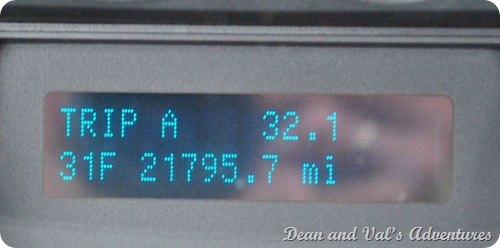 TRIP A 32.1
31F 21795.7 mi
Dean and Val's Adventures